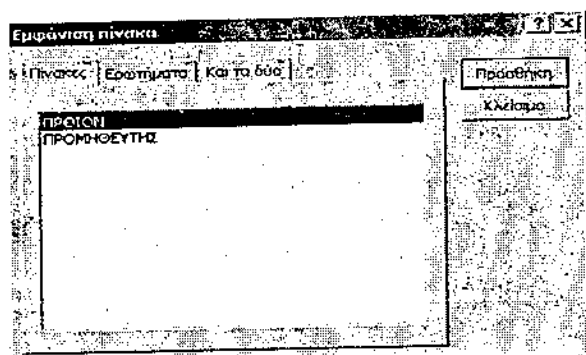 Εμφάνιση πίνακα ? ×
Πίνακες Ερωτήματα Και τα δύο
Προσθήκη
Κλείσιμο
ΠΡΟΙΟΝ
ΠΡΟΜΗΘΕΥΤΗΣ